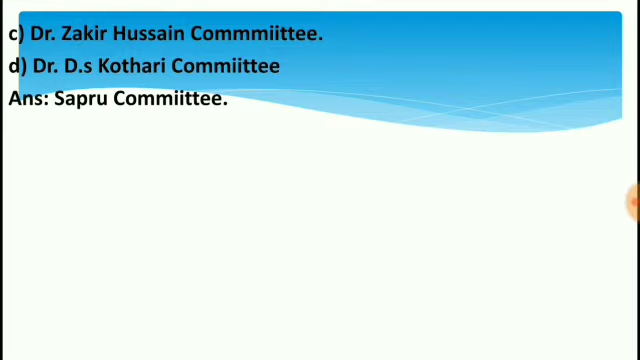 c) Dr. Zakir Hussain Commmiittee.
d) Dr. D.s Kothari Commiittee
Ans: Sapru Commiittee.